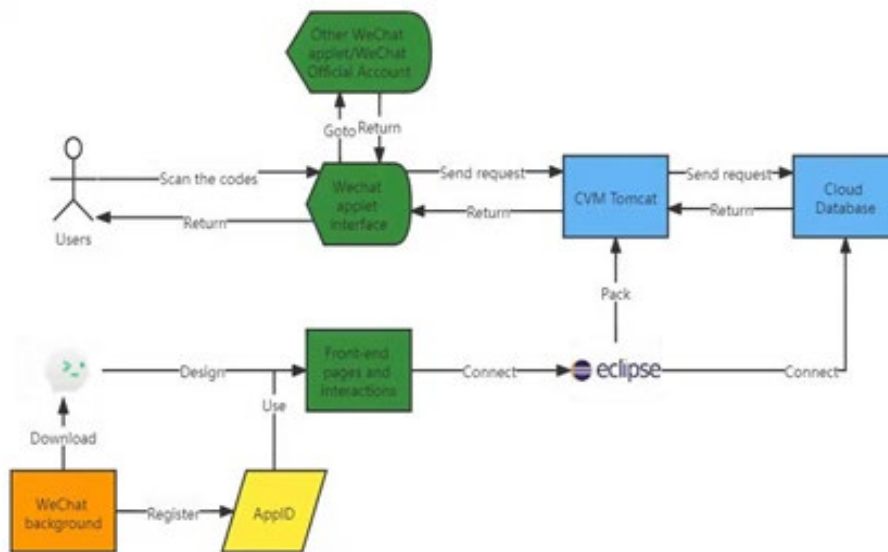 Other WeChat
applet/WeChat
Official Account
Goto
Return
Scan the codes
Send request
Send request
Wechat
applet
interface
CVM Tomcat
Cloud
Database
Return
Return
Return
Users
Pack
Design
Front-end
pages and
interactions
Connect
eclipse
Connect
Use
Download
WeChat
background
Register
AppID